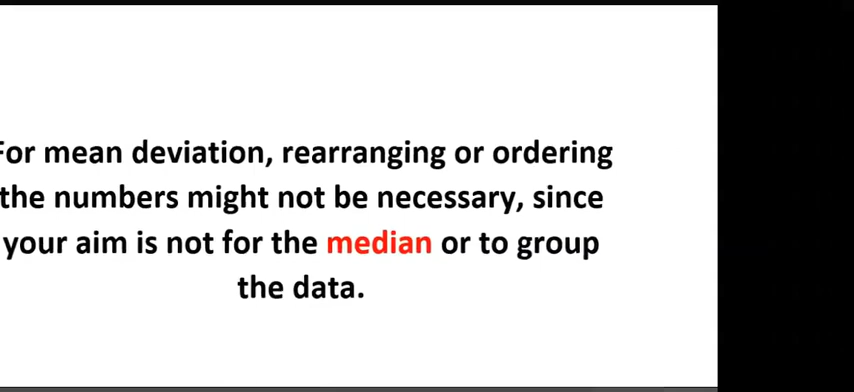 For mean deviation, rearranging or ordering
the numbers might not be necessary, since
your aim is not for the median or to group
the data.